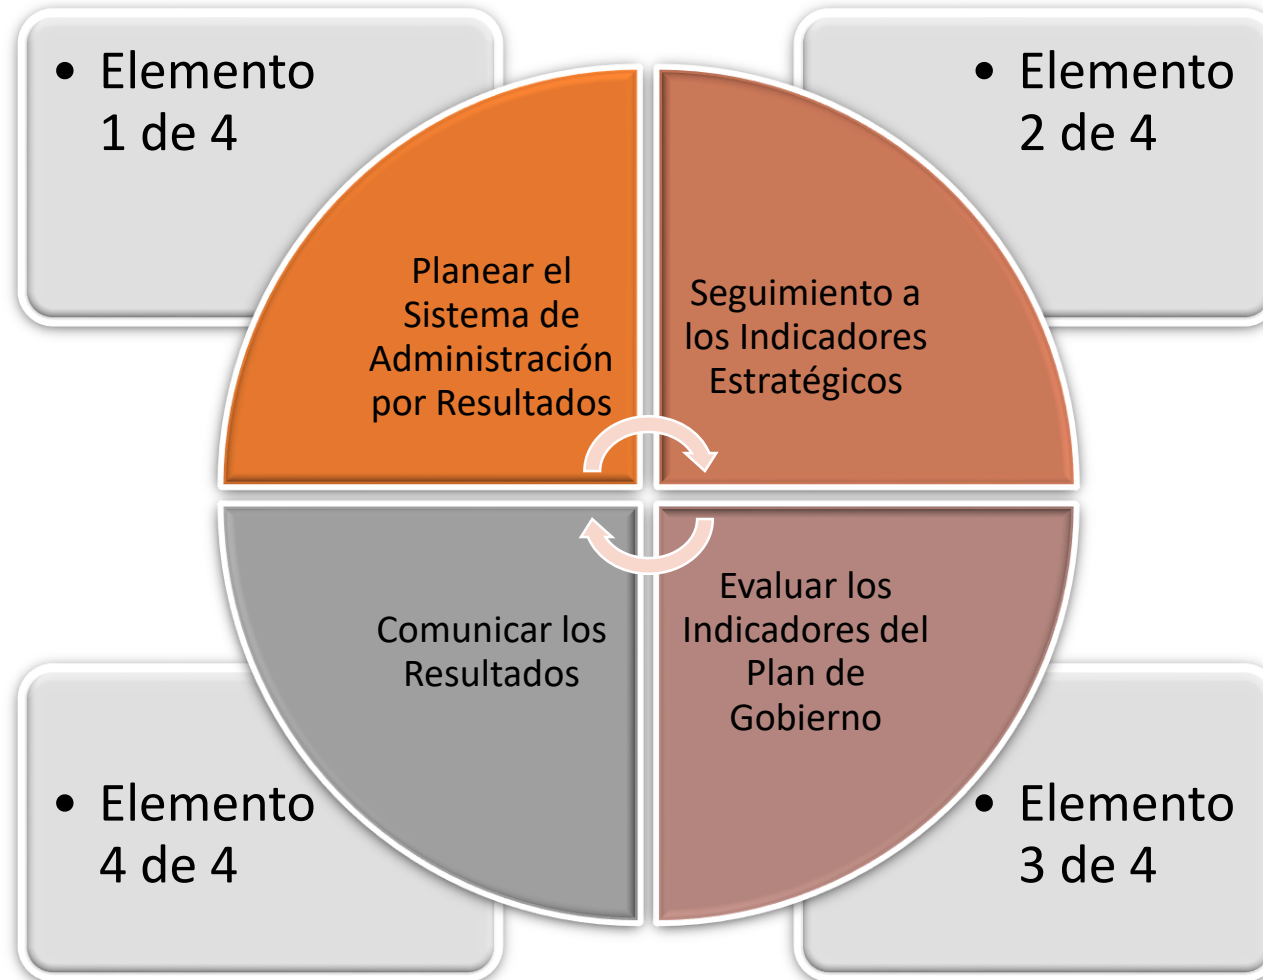 • Elemento
1 de 4
• Elemento
2 de 4
Planear el
Sistema de
Administración
por Resultados
Seguimiento a
los Indicadores
Estratégicos
Comunicar los
Resultados
Evaluar los
Indicadores del
Plan de
Gobierno
• Elemento
4 de 4
• Elemento
3 de 4